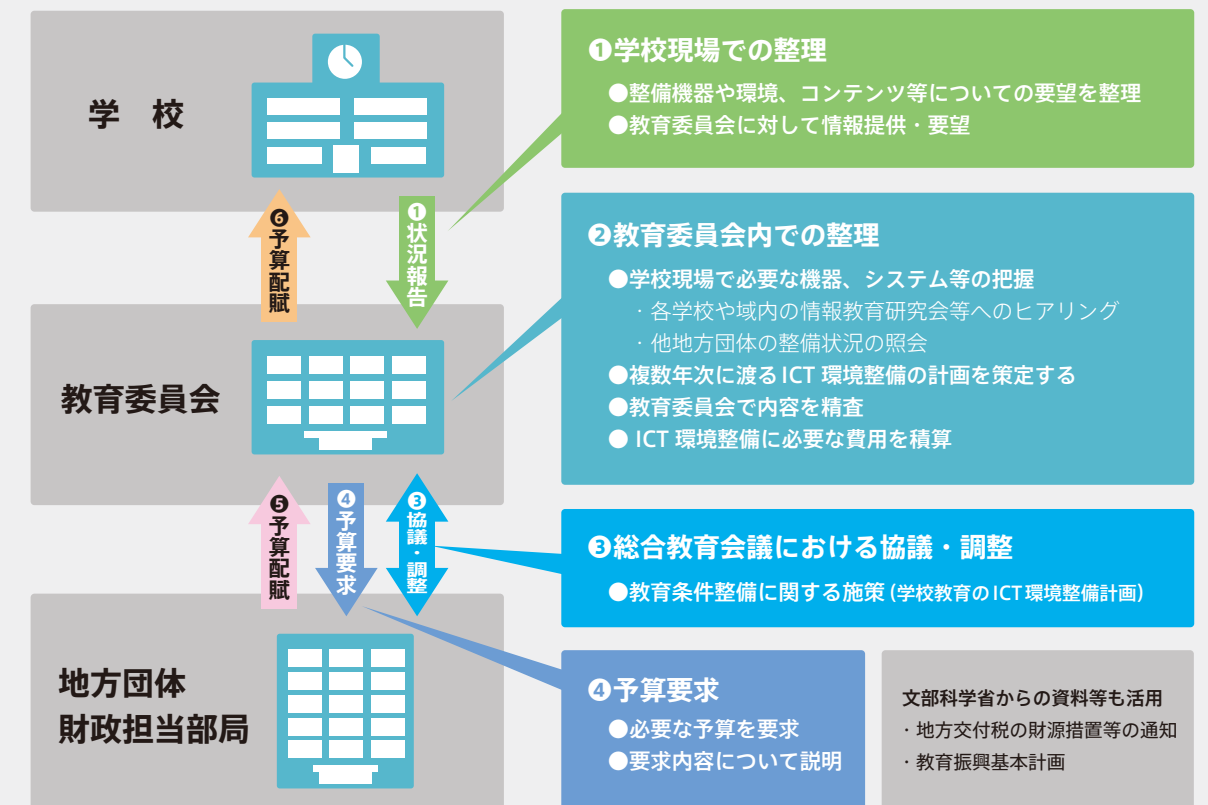 学　校
❻予算配賦
❶状況報告
教育委員会
❺予算配賦
❹予算要求
❸協議・調整
地方団体
財政担当部局
❶学校現場での整理
●整備機器や環境、コンテンツ等についての要望を整理
●教育委員会に対して情報提供・要望
❷教育委員会内での整理
●学校現場で必要な機器、システム等の把握
・各学校や域内の情報教育研究会等へのヒアリング
・他地方団体の整備状況の照会
●複数年次に渡るICT 環境整備の計画を策定する
●教育委員会で内容を精査
● ICT 環境整備に必要な費用を積算
❸総合教育会議における協議・調整
●教育条件整備に関する施策(学校教育のICT環境整備計画)
❹予算要求
●必要な予算を要求
●要求内容について説明
文部科学省からの資料等も活用
・地方交付税の財源措置等の通知
・教育振興基本計画